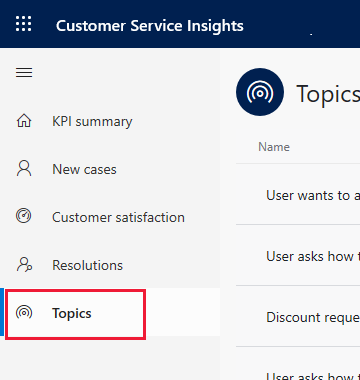 Customer Service Insights
Topics
KPI summary
Name
New cases
User wants to a
Customer satisfaction
User asks how t
Resolutions
Topics
Discount reque
User asks how t